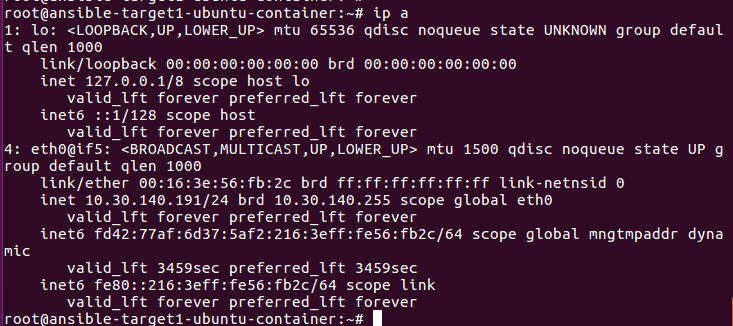 root@ansible-target1-ubuntu-container:~# ip a
1: lo: <LOOPBACK,UP,LOWER_UP> mtu 65536 qdisc noqueue state UNKNOWN group defaul
t qlen 1000
    link/loopback 00:00:00:00:00:00 brd 00:00:00:00:00:00
    inet 127.0.0.1/8 scope host lo
       valid_lft forever preferred_lft forever
    inet6 ::1/128 scope host
       valid_lft forever preferred_lft forever
4: eth0@if5: <BROADCAST,MULTICAST,UP,LOWER_UP> mtu 1500 qdisc noqueue state UP g
roup default qlen 1000
    link/ether 00:16:3e:56:fb:2c brd ff:ff:ff:ff:ff:ff link-netnsid 0
    inet 10.30.140.191/24 brd 10.30.140.255 scope global eth0
       valid_lft forever preferred_lft forever
    inet6 fd42:77af:6d37:5af2:216:3eff:fe56:fb2c/64 scope global mngtmpaddr dyna
mic
       valid_lft 3459sec preferred_lft 3459sec
    inet6 fe80::216:3eff:fe56:fb2c/64 scope link
       valid_lft forever preferred_lft forever
root@ansible-target1-ubuntu-container:~#